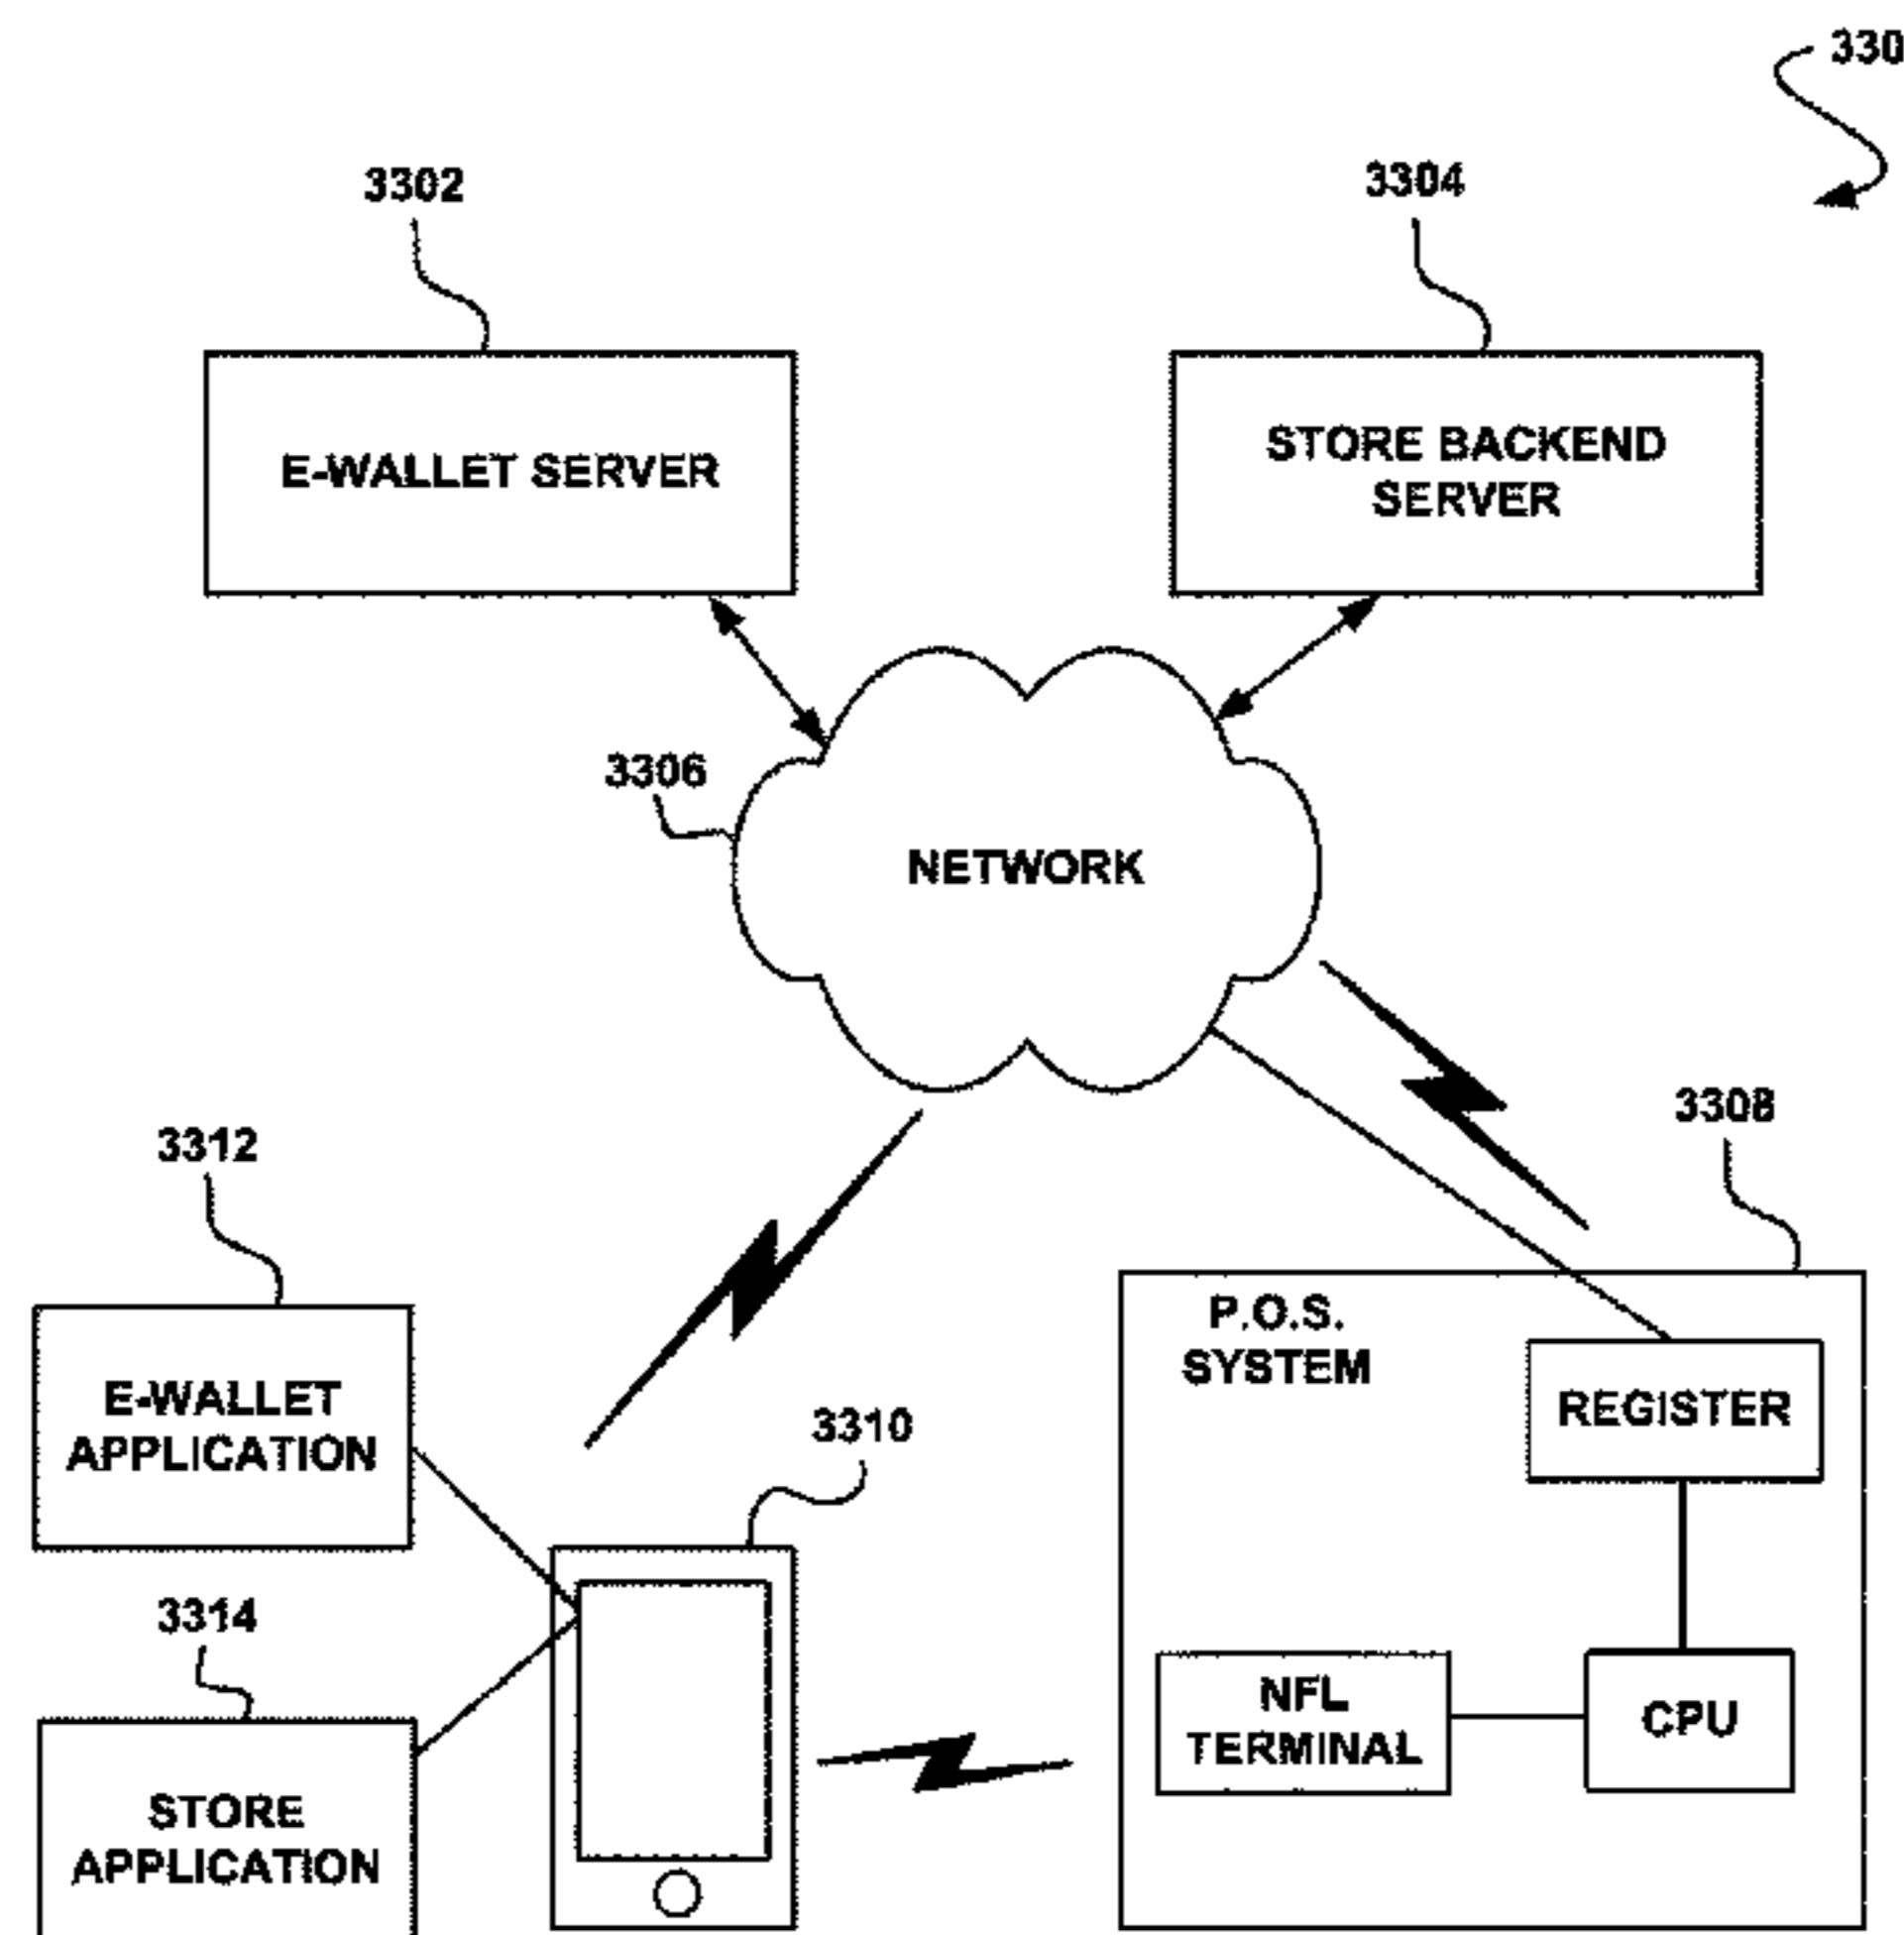 330
3302
3304
E-WALLET SERVER
STORE BACKEND
SERVER
3306
NETWORK
3308
3312
P.O.S.
SYSTEM
E-WALLET
APPLICATION
REGISTER
3310
3314
NFL
TERMINAL
CPU
STORE
APPLICATION